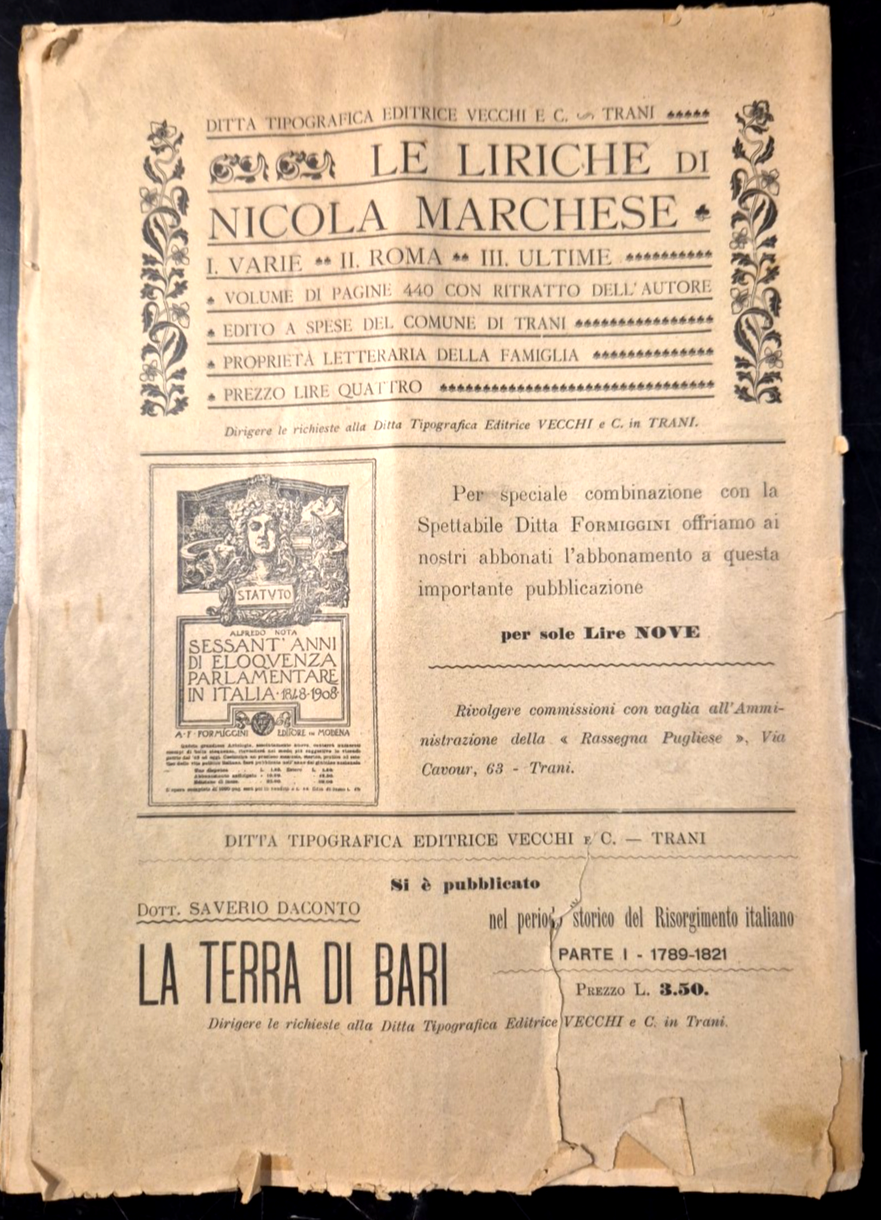 DITTA TIPOGRAFICA EDITRICE VECCHI E C. TRANI
LE LIRICHE DI
NICOLA MARCHESE
I. VARIE II. ROMA III. ULTIME
VOLUME DI PAGINE 440 CON RITRATTO DELL'AUTORE
EDITO A SPESE DEL COMUNE DI TRANI
PROPRIETÀ LETTERARIA DELLA FAMIGLIA
PREZZO LIRE QUATTRO
Dirigere le richieste alla Ditta Tipografica Editrice VECCHI e C. in TRANI.
STATVTO
ALFREDO NOTA
SESSANT'ANNI
DI ELOQVENZA
PARLAMENTARE
IN ITALIA·1848-1908
A·F·FORMIGGINI EDITORE IN MODENA
Per speciale combinazione con la
Spettabile Ditta FORMIGGINI offriamo ai
nostri abbonati l'abbonamento a questa
importante pubblicazione
per sole Lire NOVE
Rivolgere commissioni con vaglia all'Ammi-
nistrazione della « Rassegna Pugliese », Via
Cavour, 63 - Trani.
DITTA TIPOGRAFICA EDITRICE VECCHI E C. — TRANI
Si è pubblicato
DOTT. SAVERIO DACONTO
LA TERRA DI BARI
nel periodo storico del Risorgimento italiano
PARTE I - 1789-1821
PREZZO L. 3.50.
Dirigere le richieste alla Ditta Tipografica Editrice VECCHI e C. in Trani.